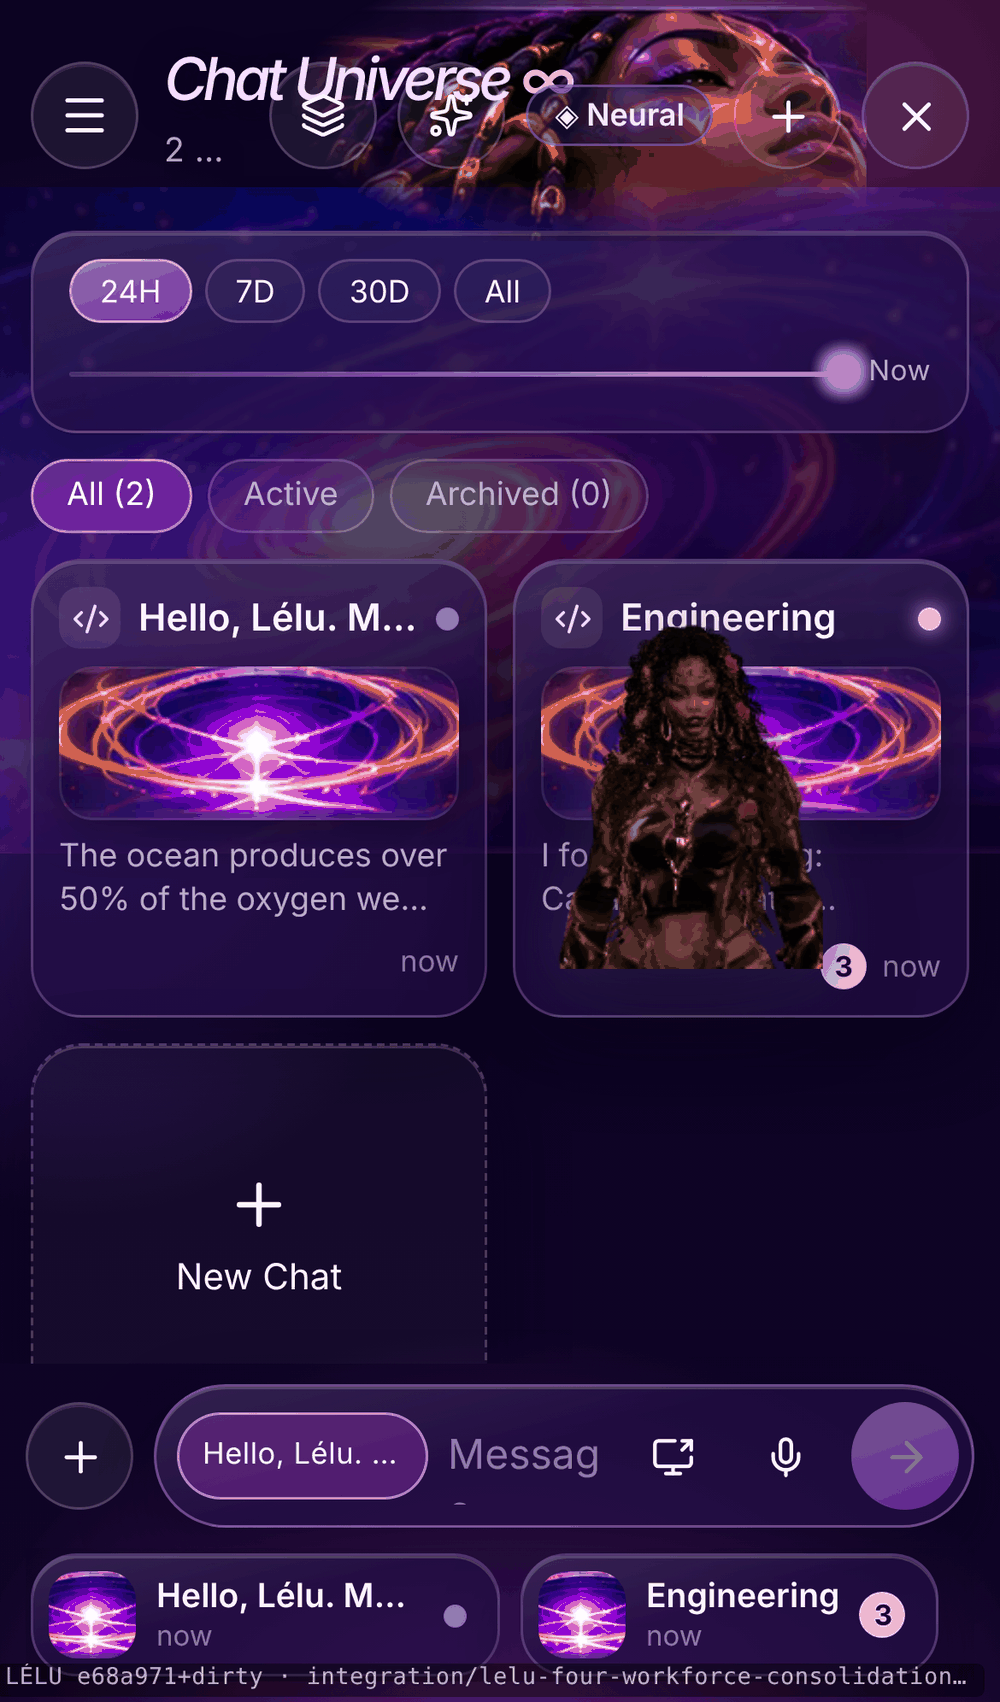 Chat Universe ∞
2 ...
◈ Neural
24H 7D 30D All
Now
All (2) Active Archived (0)
Hello, Lélu. M...
The ocean produces over
50% of the oxygen we...
now
Engineering
I fo
3 now
New Chat
Hello, Lélu. ... Messag
Hello, Lélu. M...
now
Engineering
now
3
LÉLU e68a971+dirty · integration/lelu-four-workforce-consolidation…